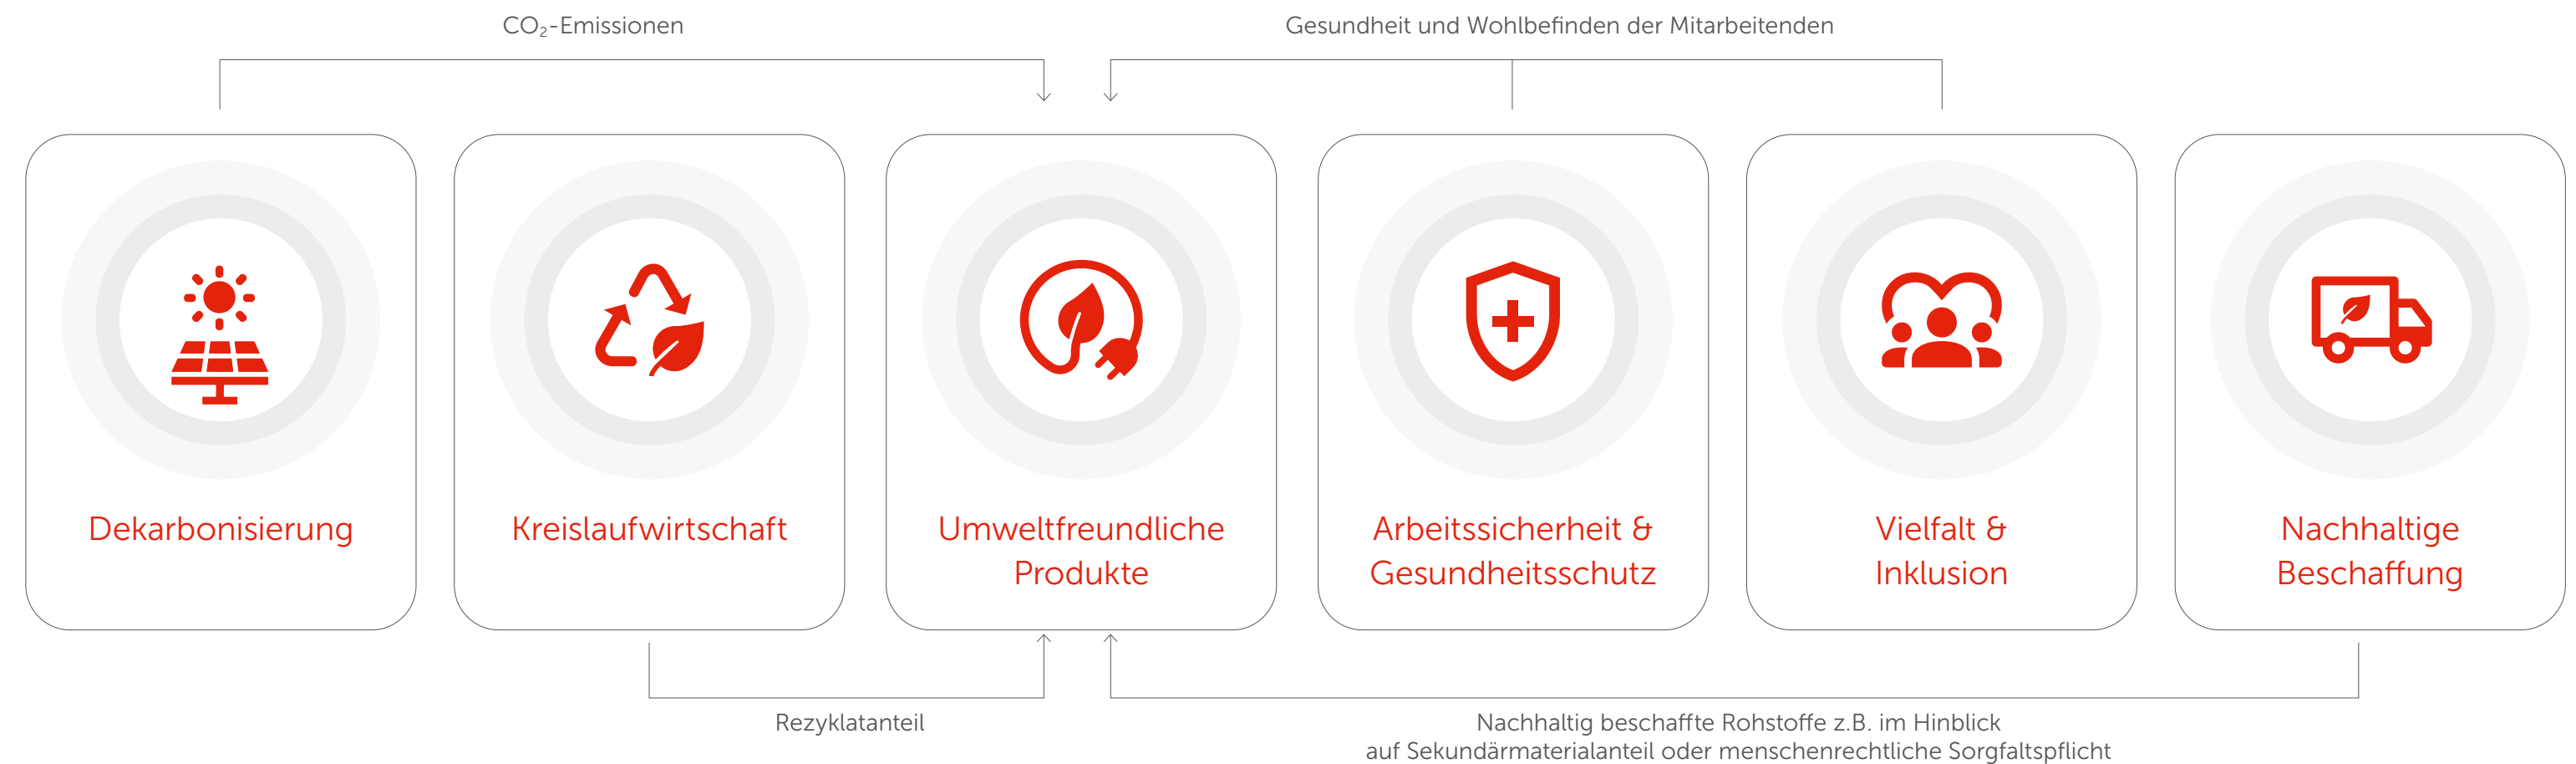 CO₂-Emissionen
Gesundheit und Wohlbefinden der Mitarbeitenden
Dekarbonisierung
Kreislaufwirtschaft
Umweltfreundliche
Produkte
Arbeitssicherheit &
Gesundheitsschutz
Vielfalt &
Inklusion
Nachhaltige
Beschaffung
Rezyklatanteil
Nachhaltig beschaffte Rohstoffe z.B. im Hinblick
auf Sekundärmaterialanteil oder menschenrechtliche Sorgfaltspflicht